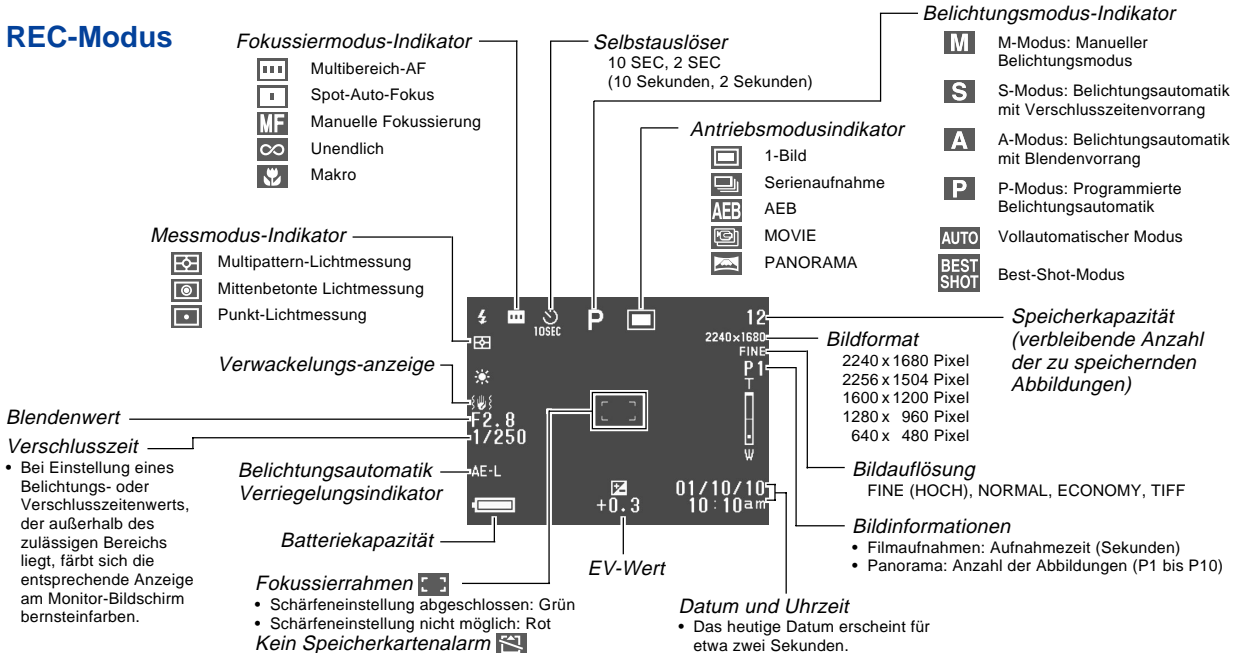 REC-Modus
Fokussiermodus-Indikator
Multibereich-AF
Spot-Auto-Fokus
MF Manuelle Fokussierung
Unendlich
Makro
Selbstauslöser
10 SEC, 2 SEC
(10 Sekunden, 2 Sekunden)
Belichtungsmodus-Indikator
M M-Modus: Manueller
Belichtungsmodus
S S-Modus: Belichtungsautomatik
mit Verschlusszeitenvorrang
A A-Modus: Belichtungsautomatik
mit Blendenvorrang
P P-Modus: Programmierte
Belichtungsautomatik
AUTO Vollautomatischer Modus
BEST
SHOT Best-Shot-Modus
Antriebsmodusindikator
1-Bild
Serienaufnahme
AEB AEB
MOVIE
PANORAMA
Messmodus-Indikator
Multipattern-Lichtmessung
Mittenbetonte Lichtmessung
Punkt-Lichtmessung
Verwackelungs-anzeige
Blendenwert
Verschlusszeit
• Bei Einstellung eines
Belichtungs- oder
Verschlusszeitenwerts,
der außerhalb des
zulässigen Bereichs
liegt, färbt sich die
entsprechende Anzeige
am Monitor-Bildschirm
bernsteinfarben.
Belichtungsautomatik
Verriegelungsindikator
Batteriekapazität
10SEC
P
12
2240×1680
FINE
P1
T
W
F2.8
1/250
AE-L
+0.3
01/10/10
10:10am
Speicherkapazität
(verbleibende Anzahl
der zu speichernden
Abbildungen)
Bildformat
2240 x 1680 Pixel
2256 x 1504 Pixel
1600 x 1200 Pixel
1280 x 960 Pixel
640 x 480 Pixel
Bildauflösung
FINE (HOCH), NORMAL, ECONOMY, TIFF
Bildinformationen
• Filmaufnahmen: Aufnahmezeit (Sekunden)
• Panorama: Anzahl der Abbildungen (P1 bis P10)
EV-Wert
Fokussierrahmen
• Schärfeneinstellung abgeschlossen: Grün
• Schärfeneinstellung nicht möglich: Rot
Kein Speicherkartenalarm
Datum und Uhrzeit
• Das heutige Datum erscheint für
etwa zwei Sekunden.